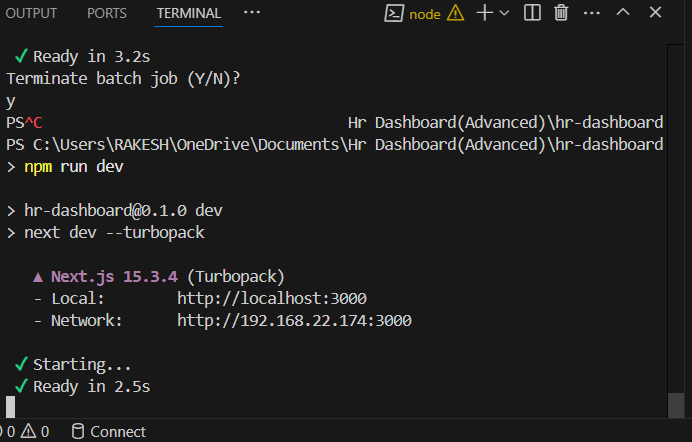 OUTPUT PORTS TERMINAL ... node
✓ Ready in 3.2s
Terminate batch job (Y/N)?
y
PS^C Hr Dashboard(Advanced)\hr-dashboard
PS C:\Users\RAKESH\OneDrive\Documents\Hr Dashboard(Advanced)\hr-dashboard
> npm run dev
> hr-dashboard@0.1.0 dev
> next dev --turbopack
▲ Next.js 15.3.4 (Turbopack)
- Local: http://localhost:3000
- Network: http://192.168.22.174:3000
✓ Starting...
✓ Ready in 2.5s
0 0 Connect